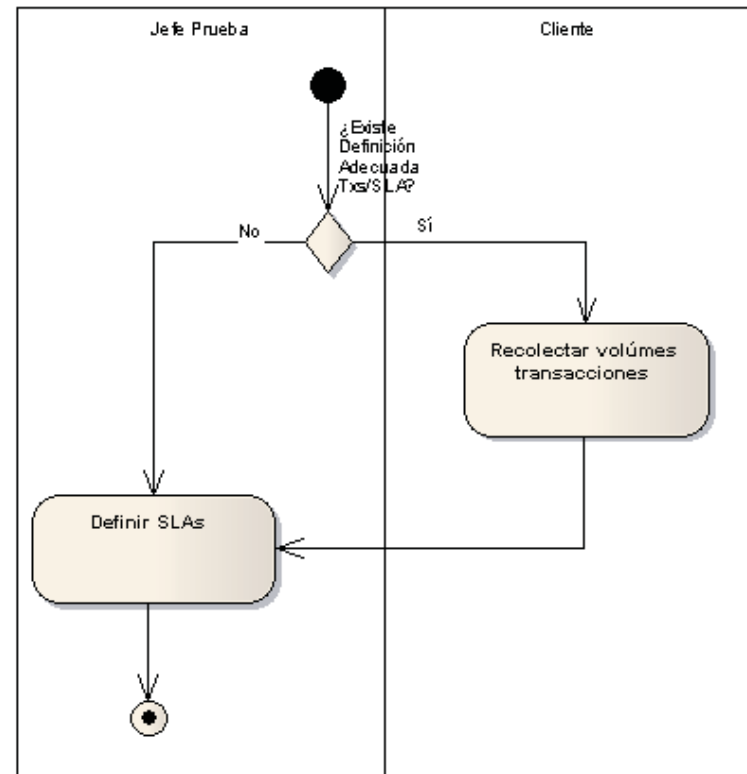 Jefe Prueba
Cliente
¿Existe
Definición
Adecuada
Txs/SLA?
No
Sí
Recolectar volúmes
transacciones
Definir SLAs